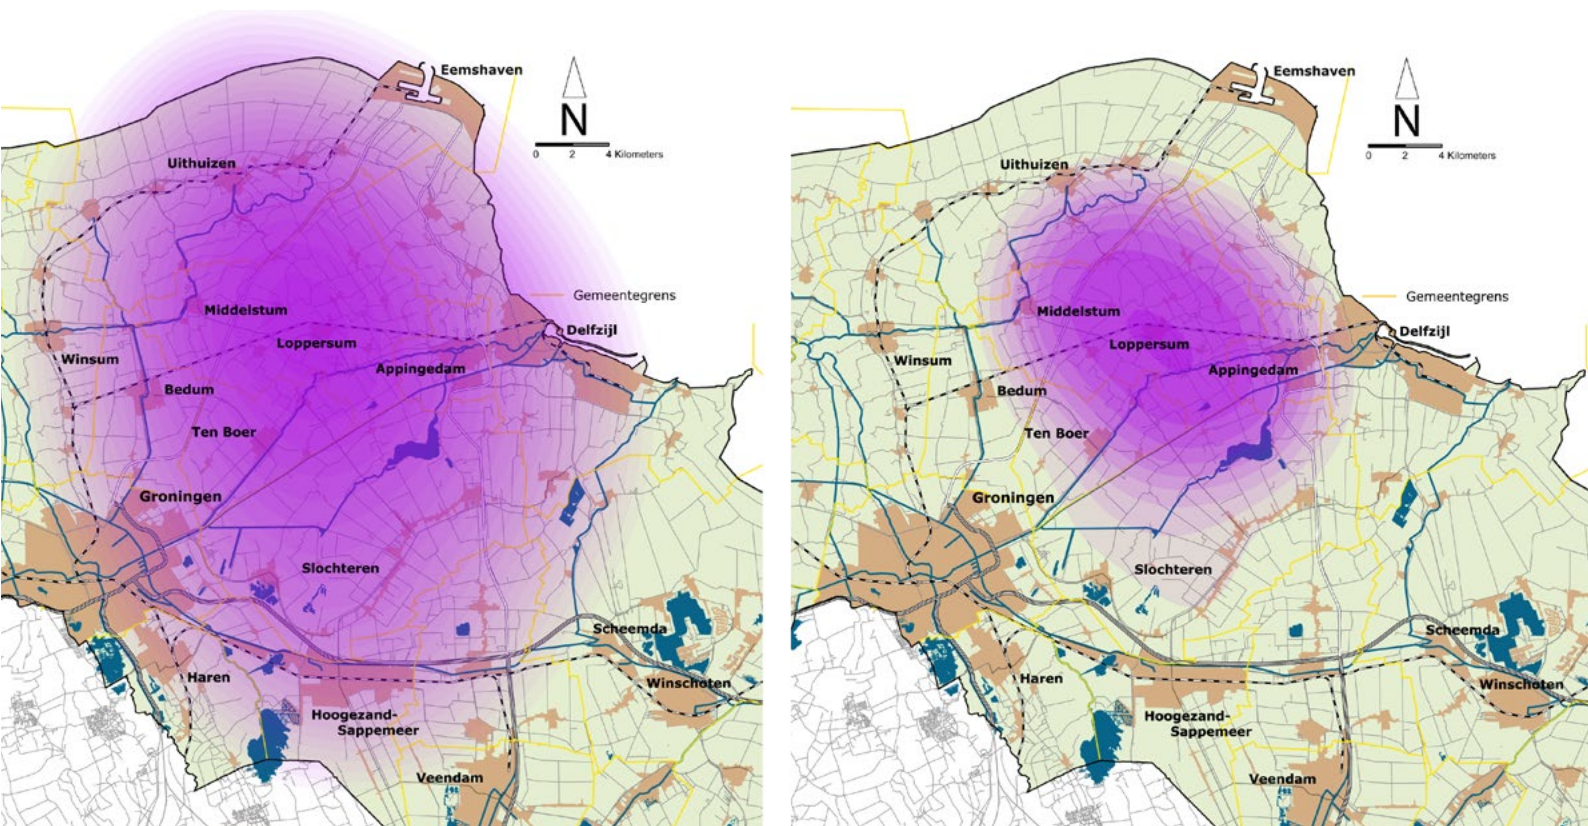 Eemshaven
N
0 2 4 Kilometers
Uithuizen
Gemeentegrens
Middelstum
Delfzijl
Loppersum
Winsum
Appingedam
Bedum
Ten Boer
Groningen
Slochteren
Scheemda
Haren
Winschoten
Hoogezand-
Sappemeer
Veendam
Eemshaven
N
0 2 4 Kilometers
Uithuizen
Gemeentegrens
Middelstum
Delfzijl
Loppersum
Winsum
Appingedam
Bedum
Ten Boer
Groningen
Slochteren
Scheemda
Haren
Winschoten
Hoogezand-
Sappemeer
Veendam